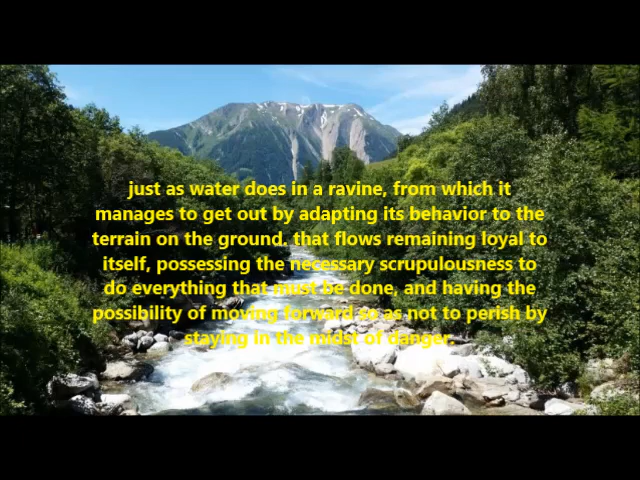 just as water does in a ravine, from which it
manages to get out by adapting its behavior to the
terrain on the ground. that flows remaining loyal to
itself, possessing the necessary scrupulousness to
do everything that must be done, and having the
possibility of moving forward so as not to perish by
staying in the midst of danger.